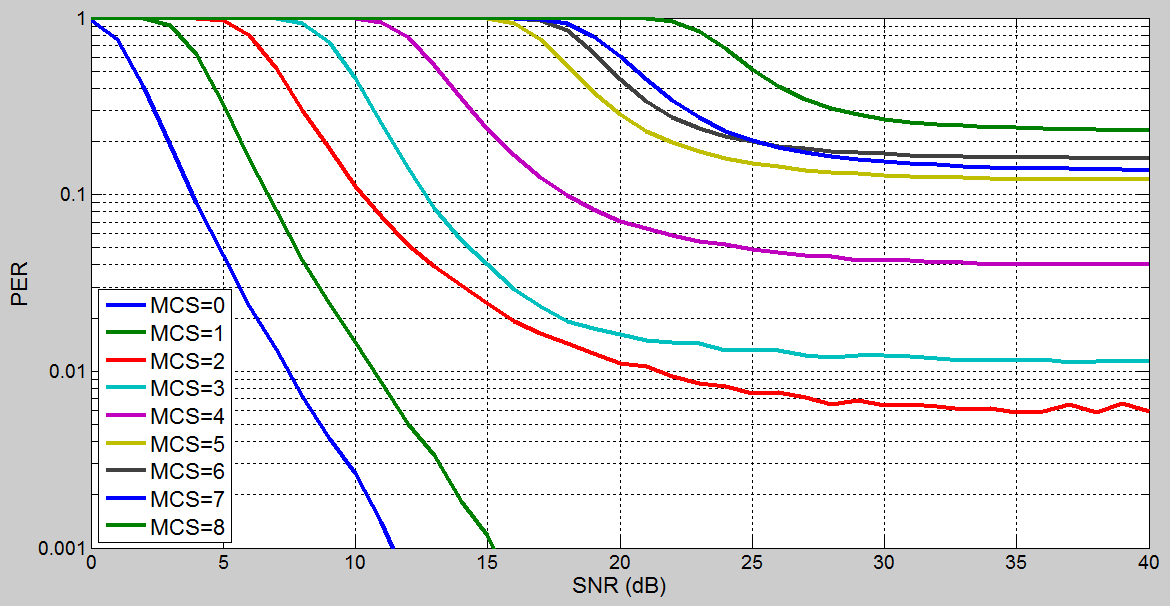 1
0.1
0.01
0.001
PER
MCS=0
MCS=1
MCS=2
MCS=3
MCS=4
MCS=5
MCS=6
MCS=7
MCS=8
0 5 10 15 20 25 30 35 40
SNR (dB)